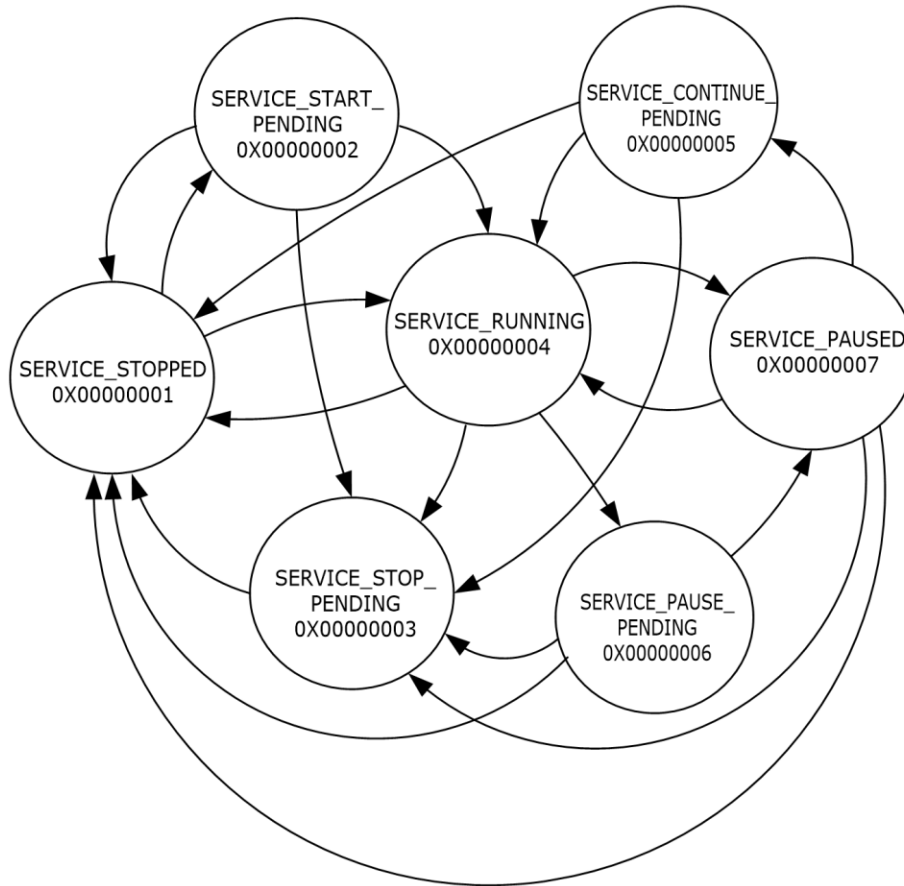 SERVICE_START_
PENDING
0X00000002
SERVICE_CONTINUE_
PENDING
0X00000005
SERVICE_RUNNING
0X00000004
SERVICE_PAUSED
0X00000007
SERVICE_STOPPED
0X00000001
SERVICE_STOP_
PENDING
0X00000003
SERVICE_PAUSE_
PENDING
0X00000006